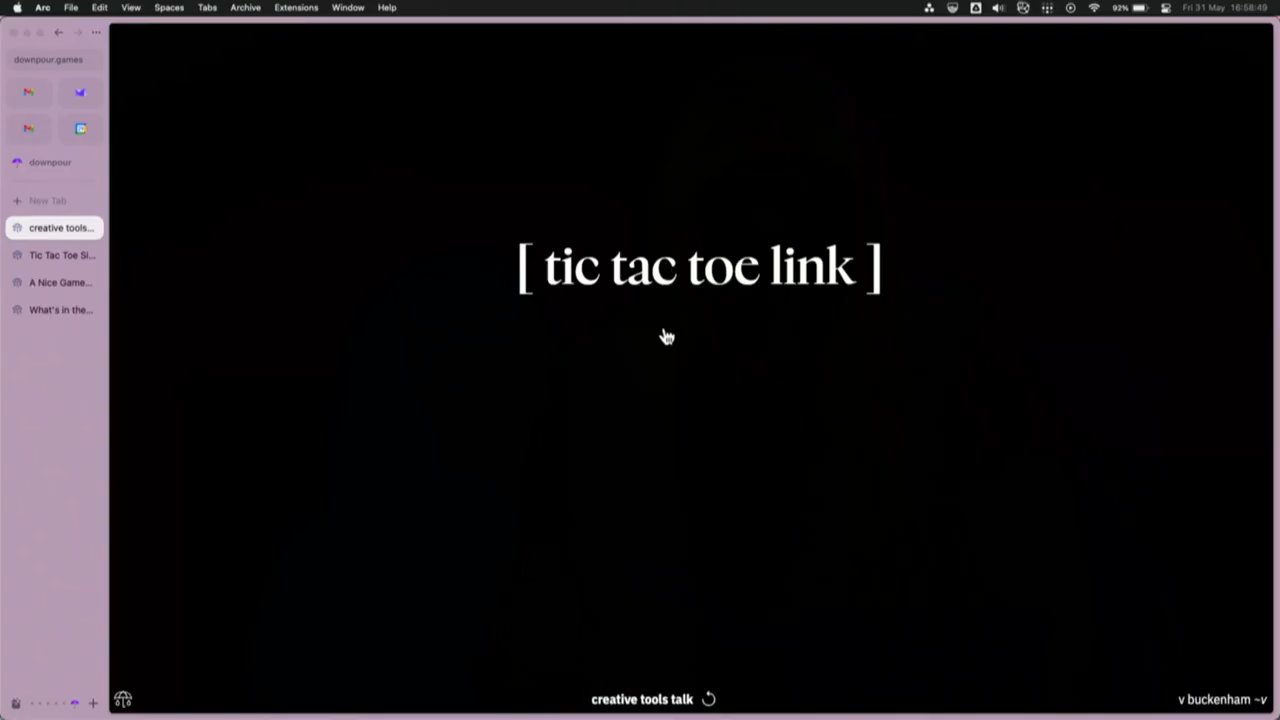 Arc File Edit View Spaces Tabs Archive Extensions Window Help 92% Fri 31 May 16:58:49
downpour.games
downpour
New Tab
creative tools...
Tic Tac Toe Si...
A Nice Game...
What's in the...
[ tic tac toe link ]
creative tools talk
v buckenham ~v